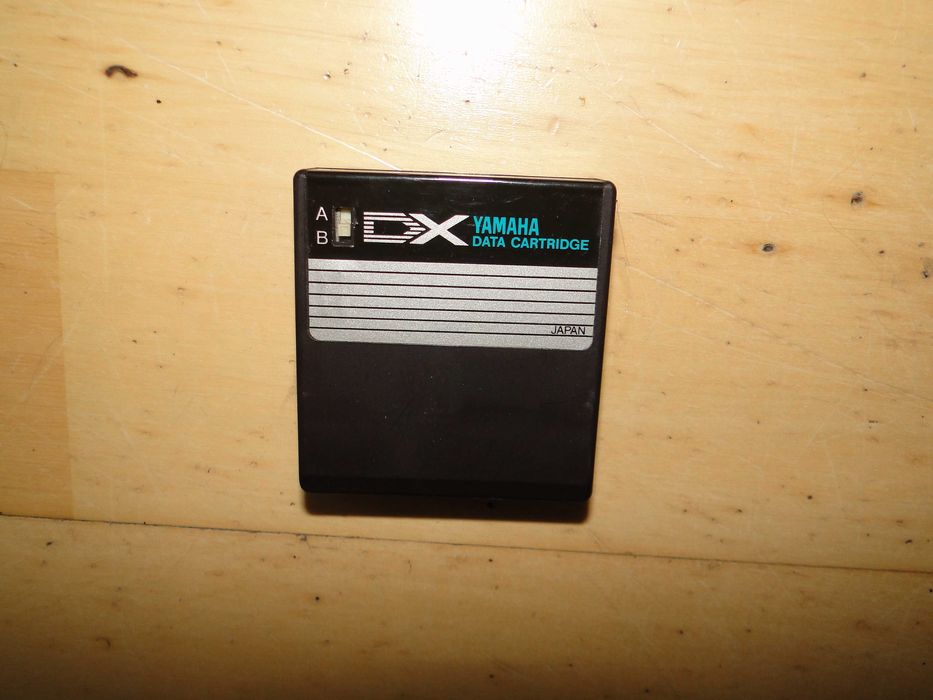 A
B
DX
YAMAHA
DATA CARTRIDGE
JAPAN